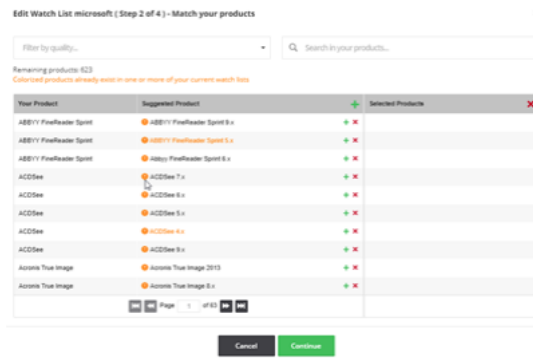 Edit Watch List microsoft ( Step 2 of 4 ) - Match your products
Filter by quality... Search in your products...
Remaining products: 623
Colorized products already exist in one or more of your current watch lists
Your Product Suggested Product Selected Products
ABBYY FineReader Sprint ABBYY FineReader Sprint 9.x
ABBYY FineReader Sprint ABBYY FineReader Sprint 5.x
ABBYY FineReader Sprint Abbyy FineReader Sprint 6.x
ACDSee ACDSee 7.x
ACDSee ACDSee 8.x
ACDSee ACDSee 5.x
ACDSee ACDSee 4.x
ACDSee ACDSee 9.x
Acronis True Image Acronis True Image 2013
Acronis True Image Acronis True Image 8.x
Page 1 of 63
Cancel Continue